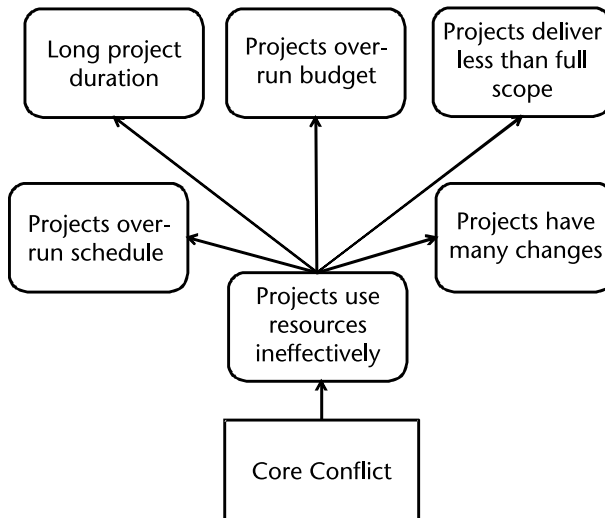 Long project
duration
Projects over-
run budget
Projects deliver
less than full
scope
Projects over-
run schedule
Projects have
many changes
Projects use
resources
ineffectively
Core Conflict